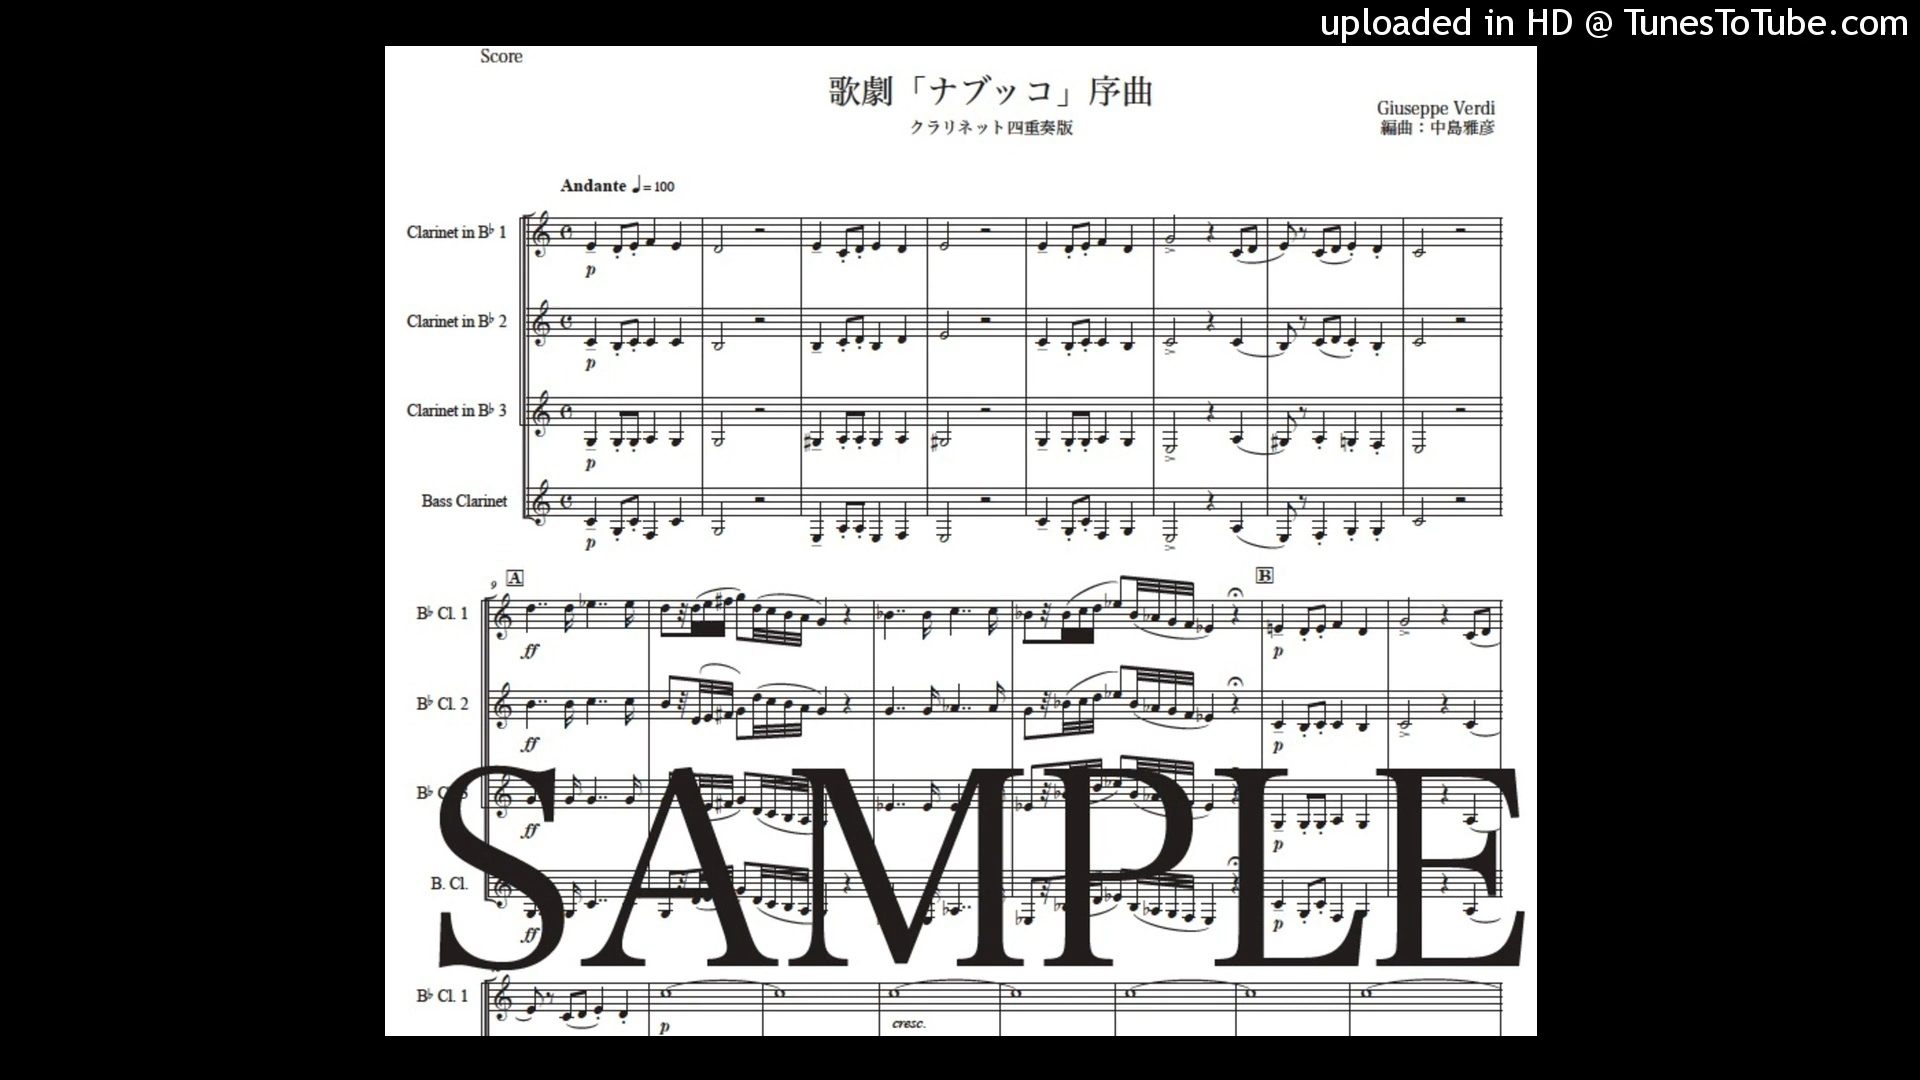 uploaded in HD @ TunesToTube.com
Score
歌劇「ナブッコ」序曲
クラリネット四重奏版
Giuseppe Verdi
編曲：中島雅彦
Andante ♩=100
Clarinet in B♭ 1
p
Clarinet in B♭ 2
p
Clarinet in B♭ 3
p
Bass Clarinet
p
9 A B
B♭ Cl. 1
ff p
B♭ Cl. 2
ff p
B♭ Cl. 3
ff p
B. Cl.
ff p
SAMPLE
B♭ Cl. 1
p cresc.